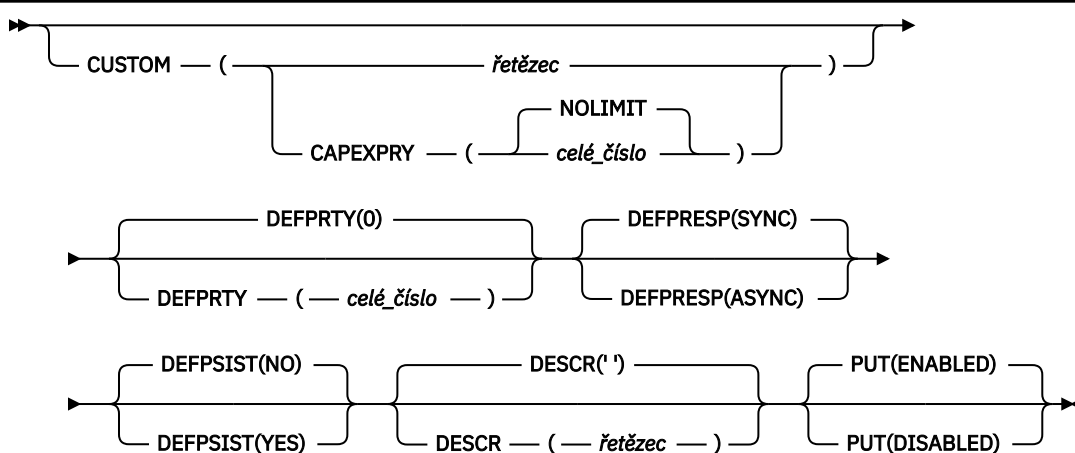 CUSTOM ( řetězec )
NOLIMIT
CAPEXPRY ( celé_číslo )
DEFPRTY(0) DEFPRESP(SYNC)
DEFPRTY ( celé_číslo ) DEFPRESP(ASYNC)
DEFPSIST(NO) DESCR(' ') PUT(ENABLED)
DEFPSIST(YES) DESCR ( řetězec ) PUT(DISABLED)